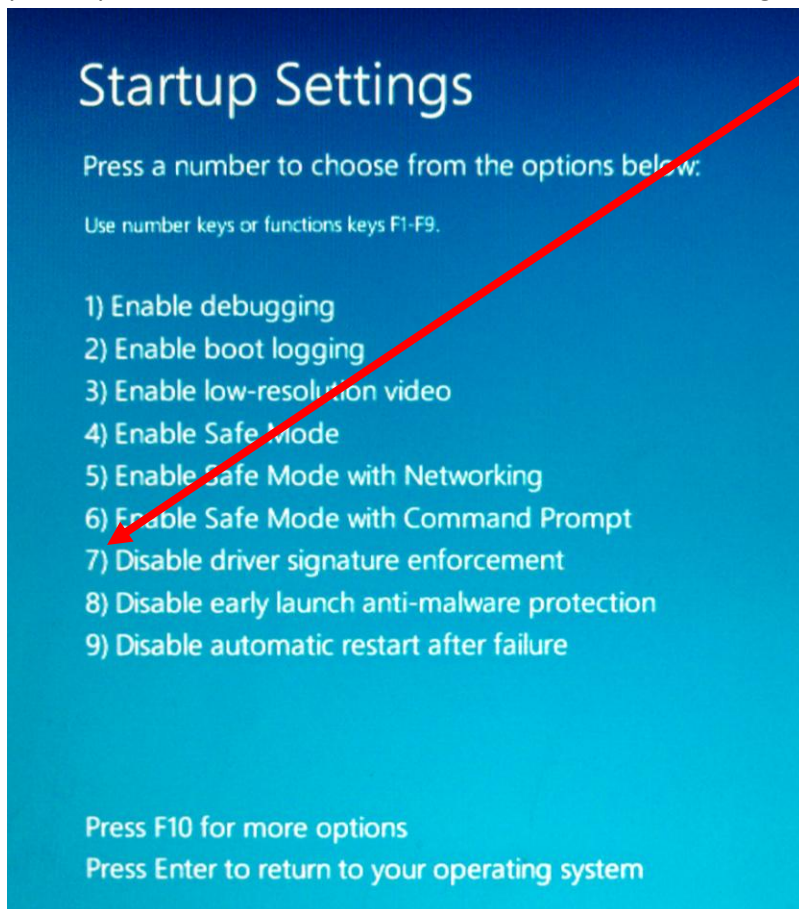 Startup Settings
Press a number to choose from the options below:
Use number keys or functions keys F1-F9.
1) Enable debugging
2) Enable boot logging
3) Enable low-resolution video
4) Enable Safe Mode
5) Enable Safe Mode with Networking
6) Enable Safe Mode with Command Prompt
7) Disable driver signature enforcement
8) Disable early launch anti-malware protection
9) Disable automatic restart after failure
Press F10 for more options
Press Enter to return to your operating system